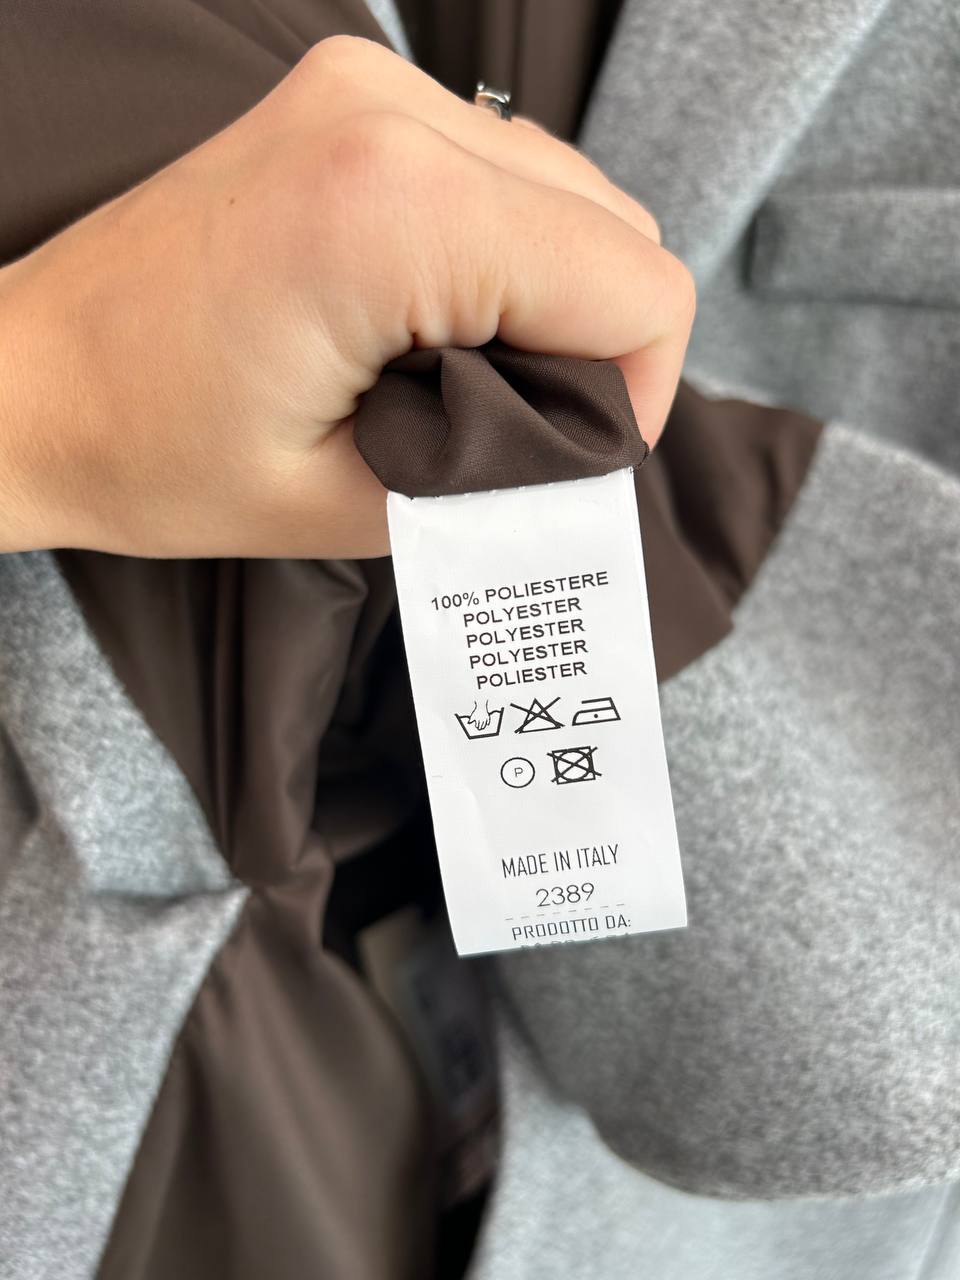 100% POLIESTERE
POLYESTER
POLYESTER
POLYESTER
POLIESTER
P
MADE IN ITALY
2389
PRODOTTO DA: